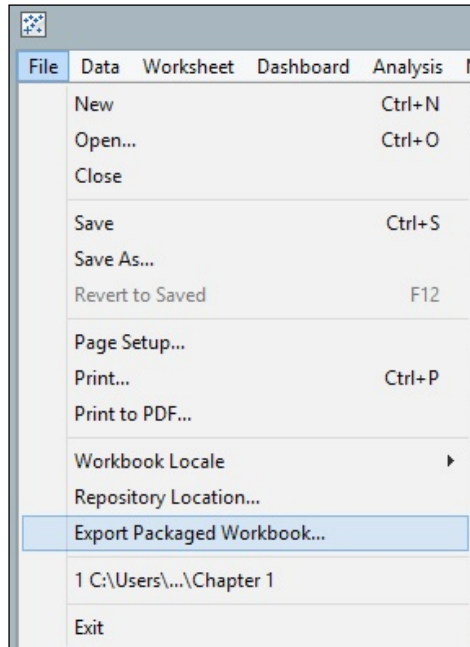 File Data Worksheet Dashboard Analysis
New Ctrl+N
Open... Ctrl+O
Close
Save Ctrl+S
Save As...
Revert to Saved F12
Page Setup...
Print... Ctrl+P
Print to PDF...
Workbook Locale
Repository Location...
Export Packaged Workbook...
1 C:\Users\...\Chapter 1
Exit